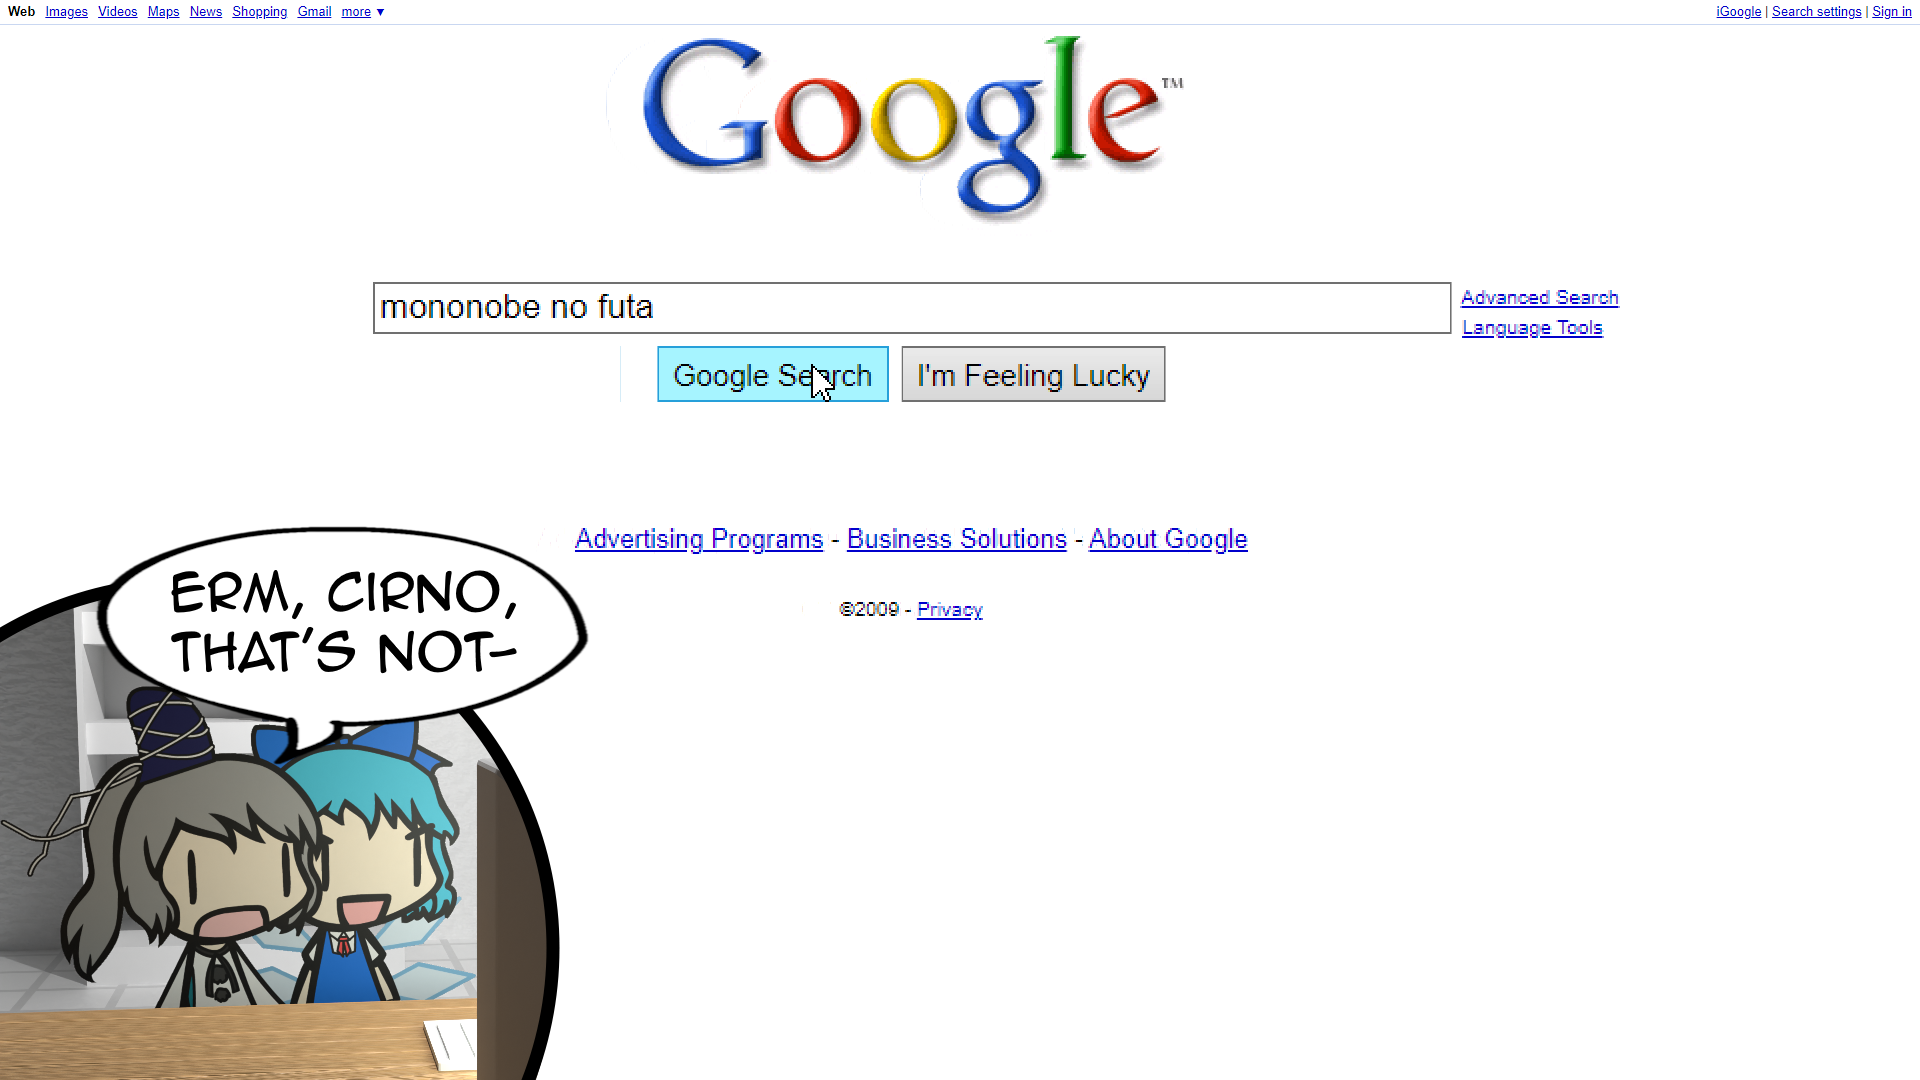 Web Images Videos Maps News Shopping Gmail more ▼
iGoogle | Search settings | Sign in
Google™
mononobe no futa
Advanced Search
Language Tools
Google Search
I'm Feeling Lucky
Advertising Programs - Business Solutions - About Google
©2009 - Privacy
ERM, CIRNO,
THAT'S NOT–